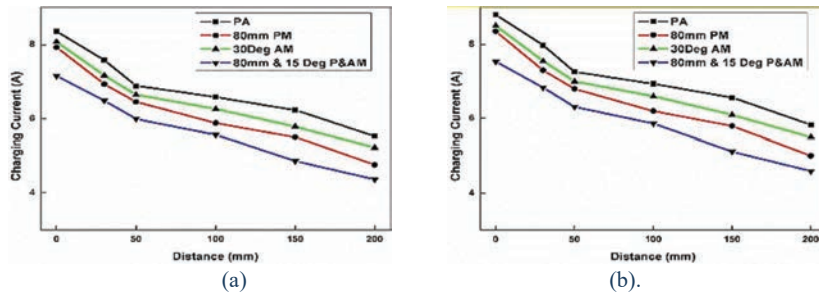 PA
80mm PM
30Deg AM
80mm & 15 Deg P&AM
Charging Current (A)
8
6
4
0 50 100 150 200
Distance (mm)
(a)
PA
80mm PM
30Deg AM
80mm & 15 Deg P&AM
Charging Current (A)
8
6
4
0 50 100 150 200
Distance (mm)
(b).